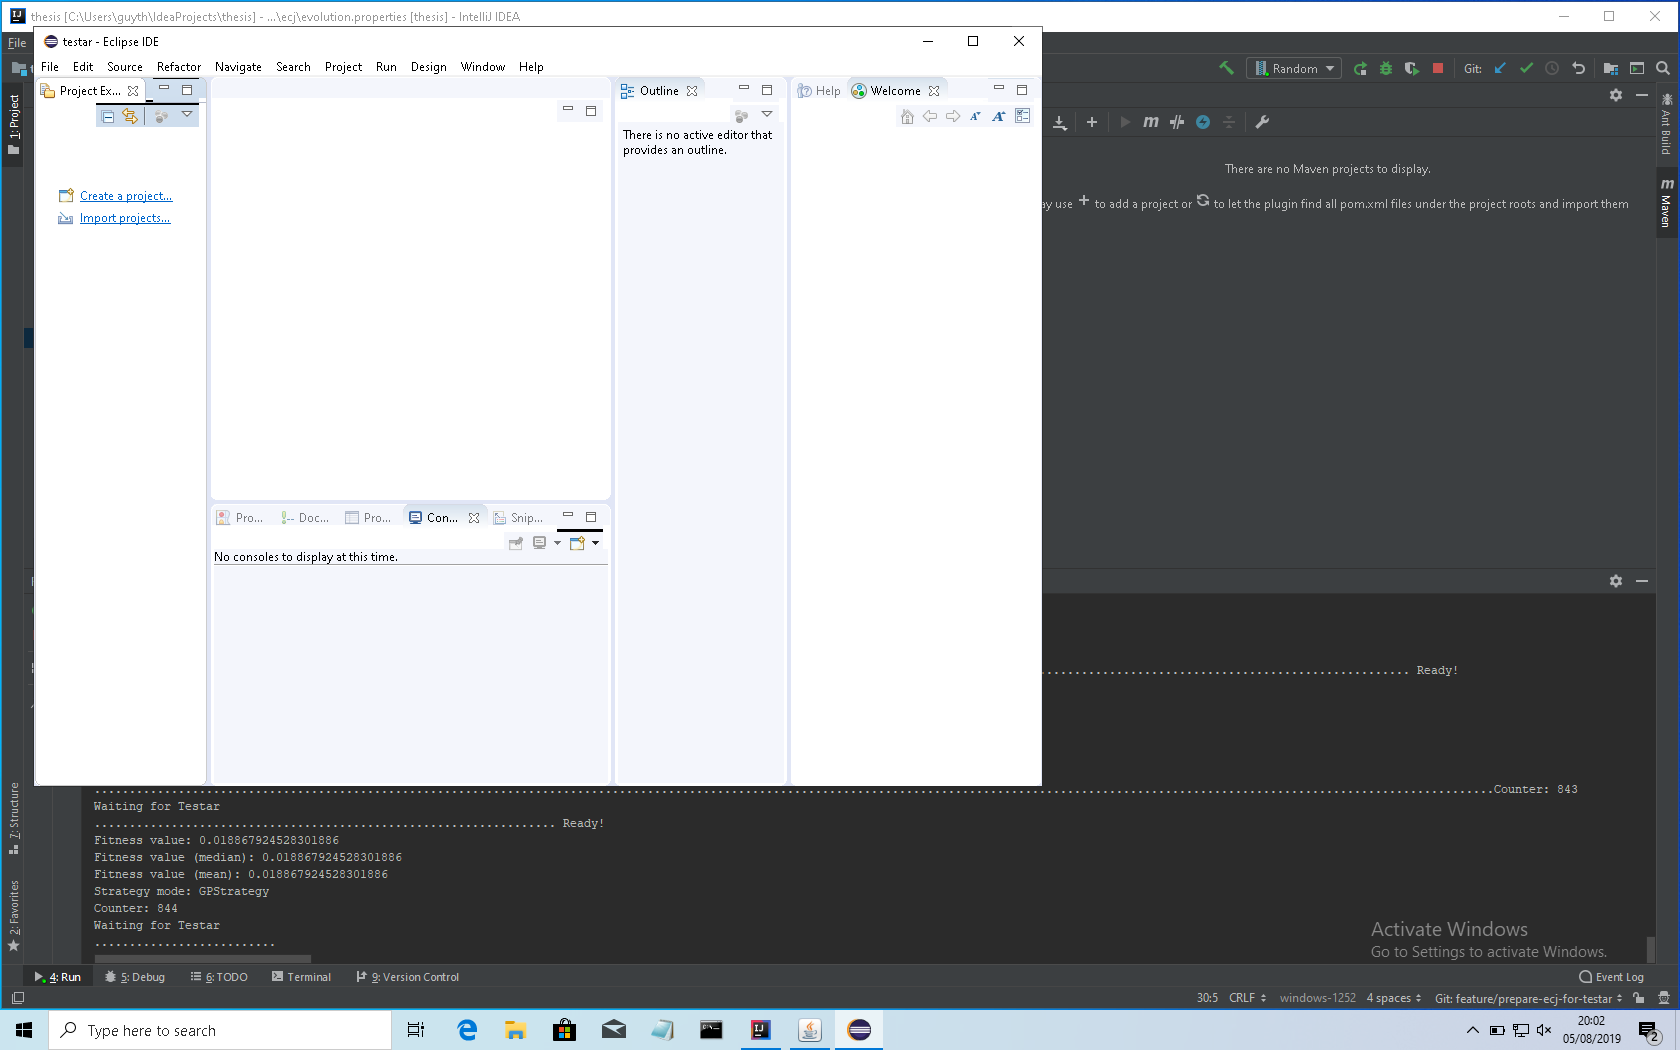 thesis [C:\Users\guyth\IdeaProjects\thesis] - ...\ecj\evolution.properties [thesis] - IntelliJ IDEA
File
testar - Eclipse IDE
File Edit Source Refactor Navigate Search Project Run Design Window Help
Random
Git:
Project Ex...
Outline
Help
Welcome
1: Project
Ant Build
Maven
There is no active editor that
provides an outline.
Create a project...
Import projects...
There are no Maven projects to display.
ay use + to add a project or to let the plugin find all pom.xml files under the project roots and import them
Pro... Doc... Pro... Con... Snip...
No consoles to display at this time.
Ready!
Counter: 843
Waiting for Testar
Ready!
Fitness value: 0.018867924528301886
Fitness value (median): 0.018867924528301886
Fitness value (mean): 0.018867924528301886
Strategy mode: GPStrategy
Counter: 844
Waiting for Testar
.........................
7: Structure
2: Favorites
Activate Windows
Go to Settings to activate Windows.
4: Run 5: Debug 6: TODO Terminal 9: Version Control
Event Log
30:5 CRLF windows-1252 4 spaces Git: feature/prepare-ecj-for-testar
Type here to search
20:02
05/08/2019
2